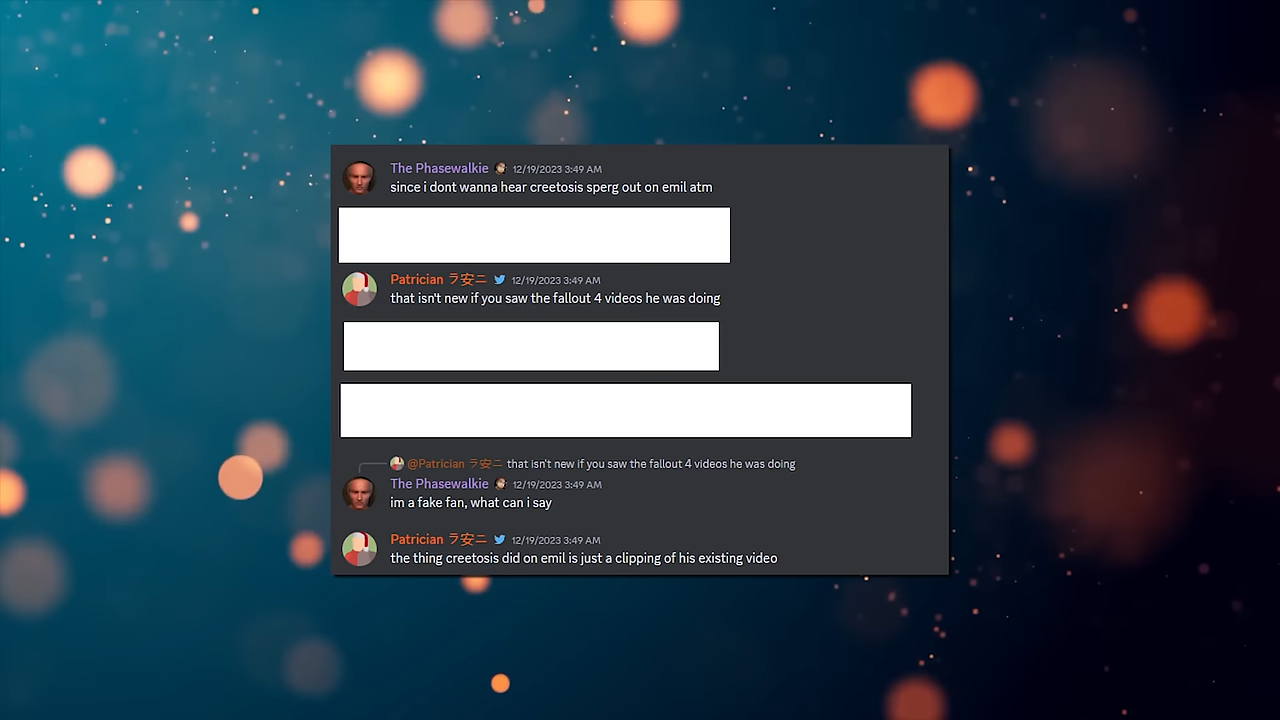 The Phasewalkie 12/19/2023 3:49 AM
since i dont wanna hear creetosis sperg out on emil atm
Patrician ラ安ニ 12/19/2023 3:49 AM
that isn't new if you saw the fallout 4 videos he was doing
@Patrician ラ安ニ that isn't new if you saw the fallout 4 videos he was doing
The Phasewalkie 12/19/2023 3:49 AM
im a fake fan, what can i say
Patrician ラ安ニ 12/19/2023 3:49 AM
the thing creetosis did on emil is just a clipping of his existing video